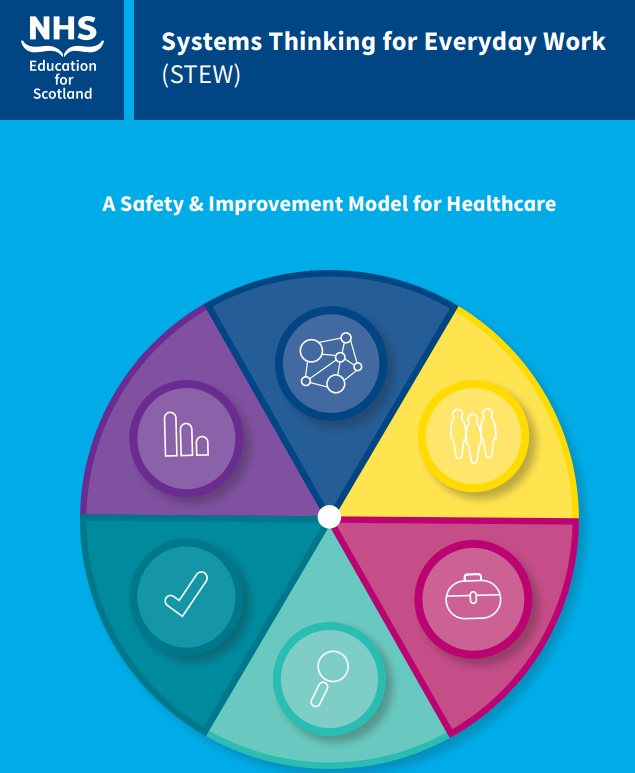 NHS
Education
for
Scotland
Systems Thinking for Everyday Work
(STEW)
A Safety & Improvement Model for Healthcare